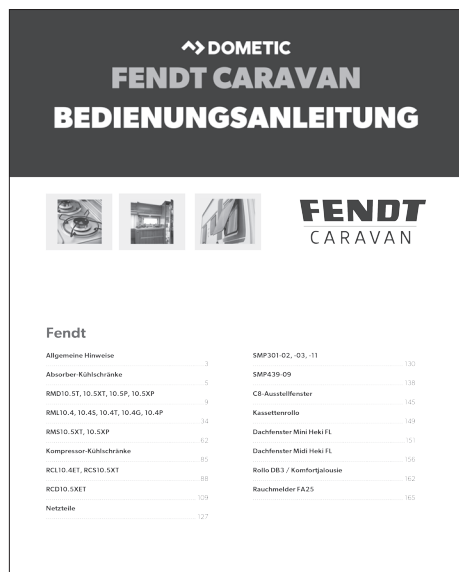 DOMETIC
FENDT CARAVAN
BEDIENUNGSANLEITUNG
FENDT
CARAVAN
Fendt
Allgemeine Hinweise
3
Absorber-Kühlschränke
5
RMD10.5T, 10.5XT, 10.5P, 10.5XP
9
RML10.4, 10.4S, 10.4T, 10.4G, 10.4P
34
RMS10.5XT, 10.5XP
62
Kompressor-Kühlschränke
85
RCL10.4ET, RCS10.5XT
88
RCD10.5XET
109
Netzteile
127
SMP301-02, -03, -11
130
SMP439-09
138
C8-Ausstellfenster
145
Kassettenrollo
149
Dachfenster Mini Heki FL
151
Dachfenster Midi Heki FL
156
Rollo DB3 / Komfortjalousie
162
Rauchmelder FA25
165